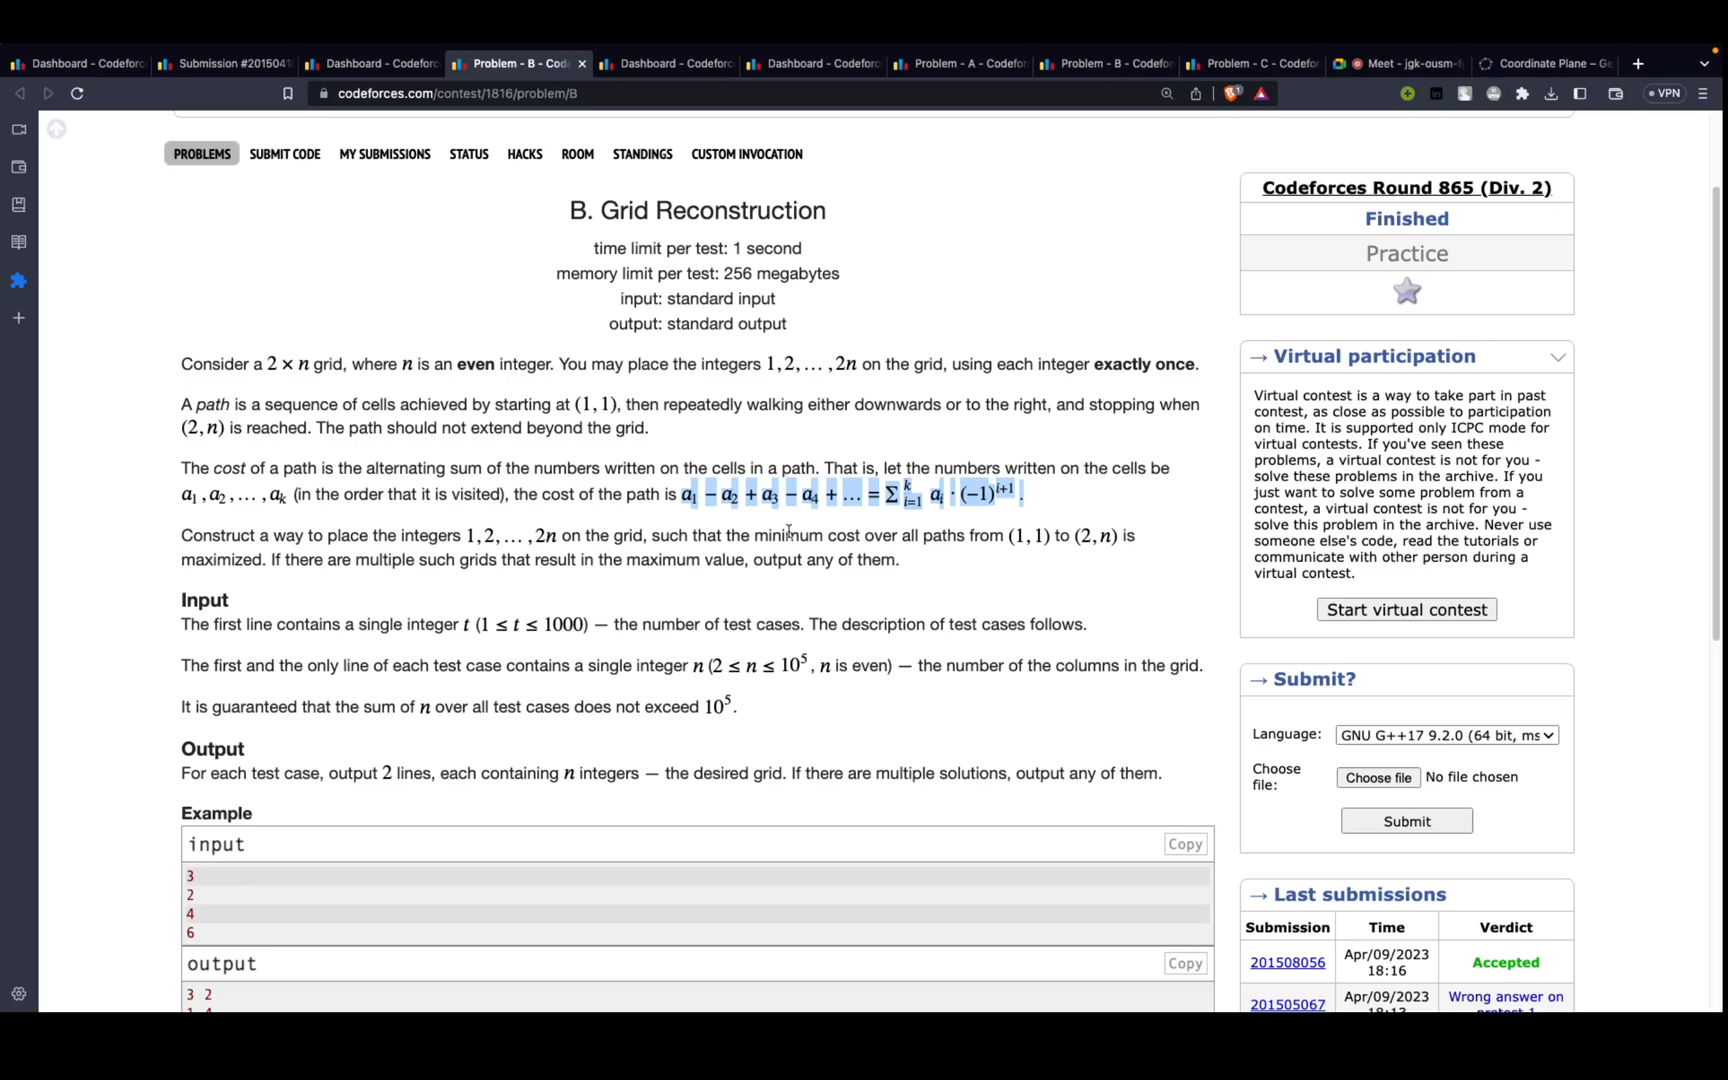 Dashboard - Codeforc
Submission #2015041
Dashboard - Codeforc
Problem - B - Code
Dashboard - Codeforc
Dashboard - Codeforc
Problem - A - Codefor
Problem - B - Codefor
Problem - C - Codefor
Meet - jgk-ousm-f
Coordinate Plane – Ge
codeforces.com/contest/1816/problem/B
1
VPN
PROBLEMS SUBMIT CODE MY SUBMISSIONS STATUS HACKS ROOM STANDINGS CUSTOM INVOCATION
B. Grid Reconstruction
time limit per test: 1 second
memory limit per test: 256 megabytes
input: standard input
output: standard output
Consider a 2 × n grid, where n is an even integer. You may place the integers 1, 2, … , 2n on the grid, using each integer exactly once.
A path is a sequence of cells achieved by starting at (1, 1), then repeatedly walking either downwards or to the right, and stopping when
(2, n) is reached. The path should not extend beyond the grid.
The cost of a path is the alternating sum of the numbers written on the cells in a path. That is, let the numbers written on the cells be
a₁, a₂, … , aₖ (in the order that it is visited), the cost of the path is a₁ − a₂ + a₃ − a₄ + … = ∑ᵏᵢ₌₁ aᵢ · (−1)ⁱ⁺¹.
Construct a way to place the integers 1, 2, … , 2n on the grid, such that the minimum cost over all paths from (1, 1) to (2, n) is
maximized. If there are multiple such grids that result in the maximum value, output any of them.
Input
The first line contains a single integer t (1 ≤ t ≤ 1000) — the number of test cases. The description of test cases follows.
The first and the only line of each test case contains a single integer n (2 ≤ n ≤ 10⁵, n is even) — the number of the columns in the grid.
It is guaranteed that the sum of n over all test cases does not exceed 10⁵.
Output
For each test case, output 2 lines, each containing n integers — the desired grid. If there are multiple solutions, output any of them.
Example
input
Copy
3
2
4
6
output
Copy
3 2
1 4
Codeforces Round 865 (Div. 2)
Finished
Practice
→ Virtual participation
Virtual contest is a way to take part in past
contest, as close as possible to participation
on time. It is supported only ICPC mode for
virtual contests. If you've seen these
problems, a virtual contest is not for you -
solve these problems in the archive. If you
just want to solve some problem from a
contest, a virtual contest is not for you -
solve this problem in the archive. Never use
someone else's code, read the tutorials or
communicate with other person during a
virtual contest.
Start virtual contest
→ Submit?
Language: GNU G++17 9.2.0 (64 bit, ms
Choose
file:
Choose file No file chosen
Submit
→ Last submissions
Submission Time Verdict
201508056 Apr/09/2023
18:16 Accepted
201505067 Apr/09/2023
18:13 Wrong answer on
pretest 1